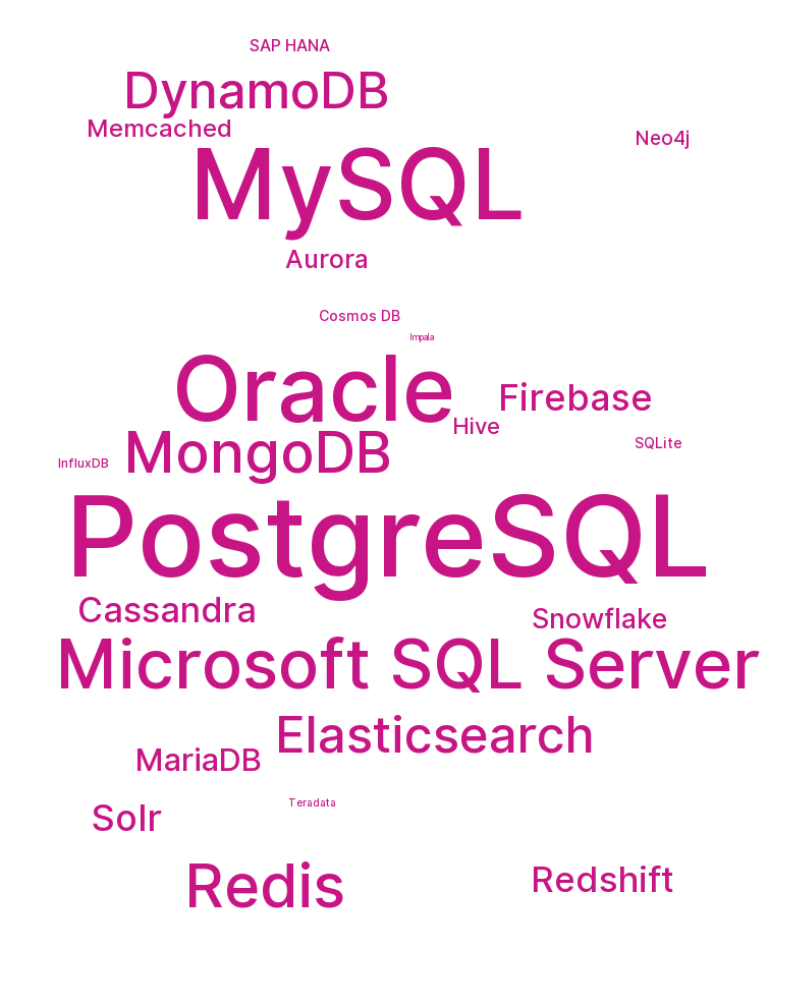 SAP HANA
DynamoDB
Memcached
Neo4j
MySQL
Aurora
Cosmos DB
Impala
Oracle
Firebase
Hive
SQLite
MongoDB
InfluxDB
PostgreSQL
Cassandra
Snowflake
Microsoft SQL Server
Elasticsearch
MariaDB
Teradata
Solr
Redis
Redshift